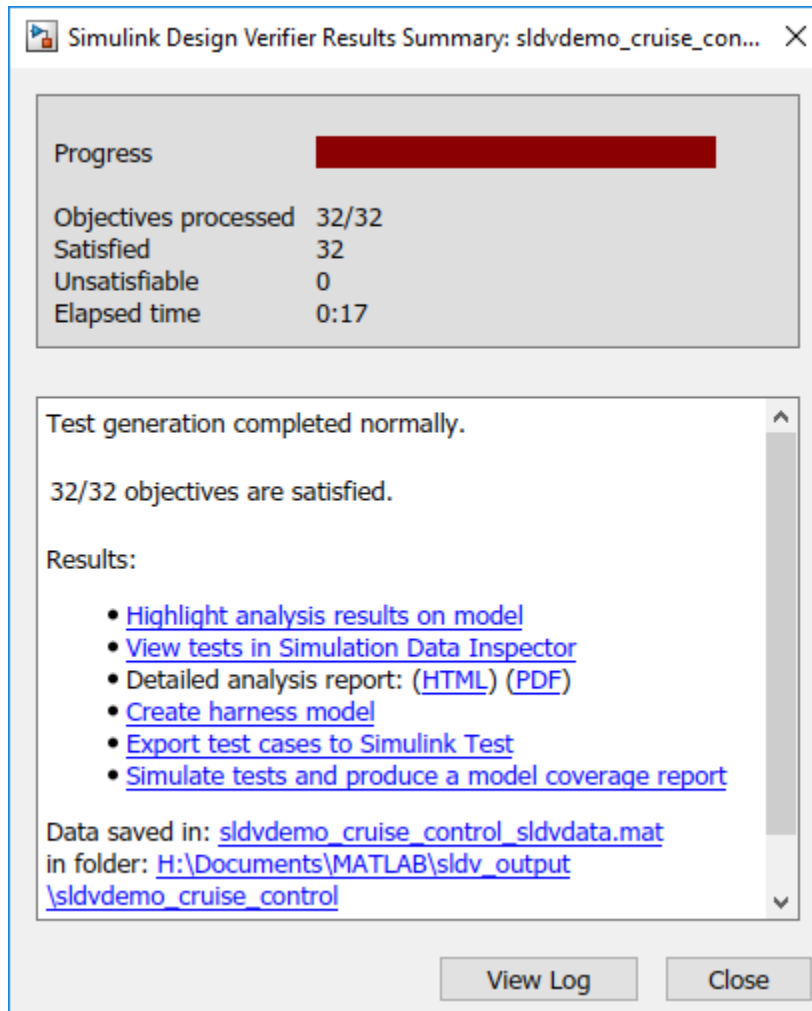 Simulink Design Verifier Results Summary: sldvdemo_cruise_con...
Progress
Objectives processed 32/32
Satisfied 32
Unsatisfiable 0
Elapsed time 0:17
Test generation completed normally.
32/32 objectives are satisfied.
Results:
• Highlight analysis results on model
• View tests in Simulation Data Inspector
• Detailed analysis report: (HTML) (PDF)
• Create harness model
• Export test cases to Simulink Test
• Simulate tests and produce a model coverage report
Data saved in: sldvdemo_cruise_control_sldvdata.mat
in folder: H:\Documents\MATLAB\sldv_output
\sldvdemo_cruise_control
View Log Close